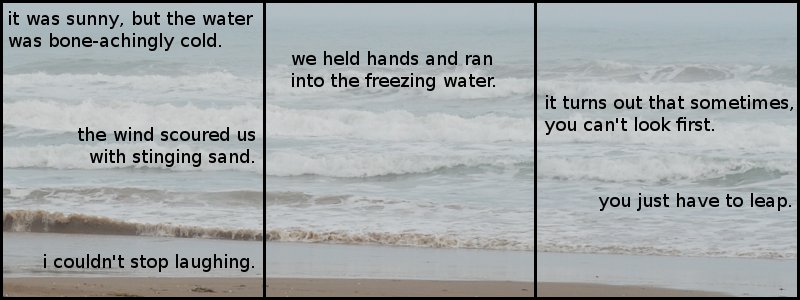 it was sunny, but the water
was bone-achingly cold.
the wind scoured us
with stinging sand.
i couldn't stop laughing.
we held hands and ran
into the freezing water.
it turns out that sometimes,
you can't look first.
you just have to leap.